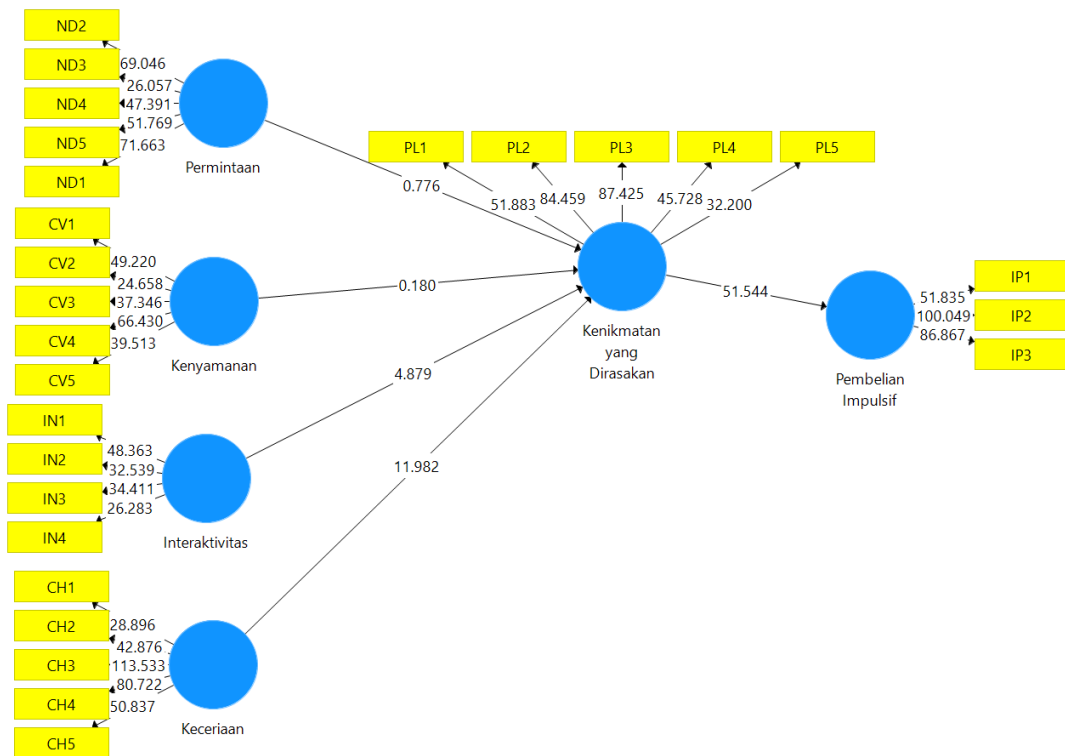 ND2
ND3
ND4
ND5
ND1
69.046
26.057
47.391
51.769
71.663
Permintaan
CV1
CV2
CV3
CV4
CV5
49.220
24.658
37.346
66.430
39.513
Kenyamanan
IN1
IN2
IN3
IN4
48.363
32.539
34.411
26.283
Interaktivitas
CH1
CH2
CH3
CH4
CH5
28.896
42.876
113.533
80.722
50.837
Keceriaan
0.776
0.180
4.879
11.982
PL1
PL2
PL3
PL4
PL5
51.883
84.459
87.425
45.728
32.200
Kenikmatan
yang
Dirasakan
51.544
Pembelian
Impulsif
51.835
100.049
86.867
IP1
IP2
IP3